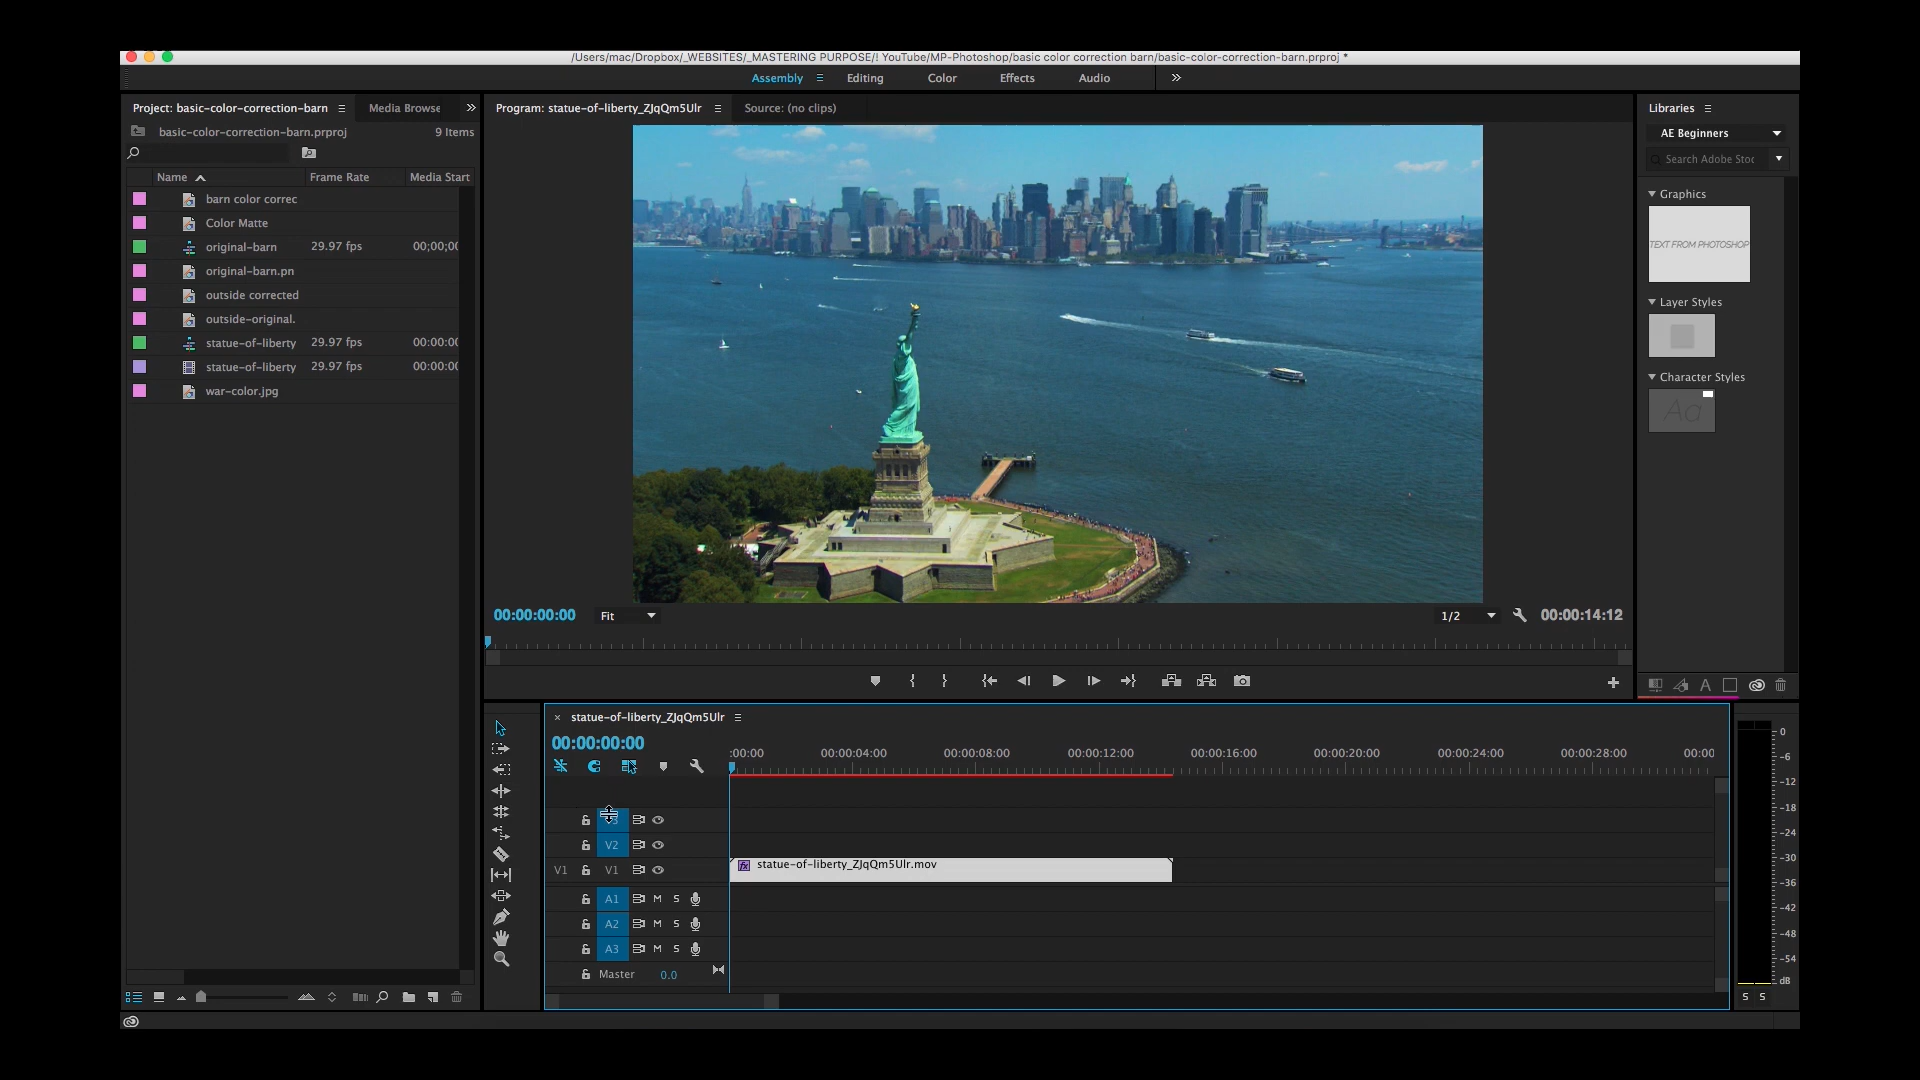 /Users/mac/Dropbox/_WEBSITES/_MASTERING PURPOSE/! YouTube/MP-Photoshop/basic color correction barn/basic-color-correction-barn.prproj *
Assembly Editing Color Effects Audio
Project: basic-color-correction-barn Media Browse
basic-color-correction-barn.prproj 9 Items
Name Frame Rate Media Start
barn color correc
Color Matte
original-barn 29.97 fps 00;00;00
original-barn.pn
outside corrected
outside-original.
statue-of-liberty 29.97 fps 00:00:00
statue-of-liberty 29.97 fps 00:00:00
war-color.jpg
Program: statue-of-liberty_ZJqQm5Ulr Source: (no clips)
00:00:00:00 Fit 1/2 00:00:14:12
Libraries
AE Beginners
Search Adobe Stoc
Graphics
TEXT FROM PHOTOSHOP
Layer Styles
Character Styles
Aa
statue-of-liberty_ZJqQm5Ulr
00:00:00:00
:00:00 00:00:04:00 00:00:08:00 00:00:12:00 00:00:16:00 00:00:20:00 00:00:24:00 00:00:28:00 00:00
V2
V1 V1 fx statue-of-liberty_ZJqQm5Ulr.mov
A1 M S
A2 M S
A3 M S
Master 0.0
0
-6
-12
-18
-24
-30
-36
-42
-48
-54
dB
S S